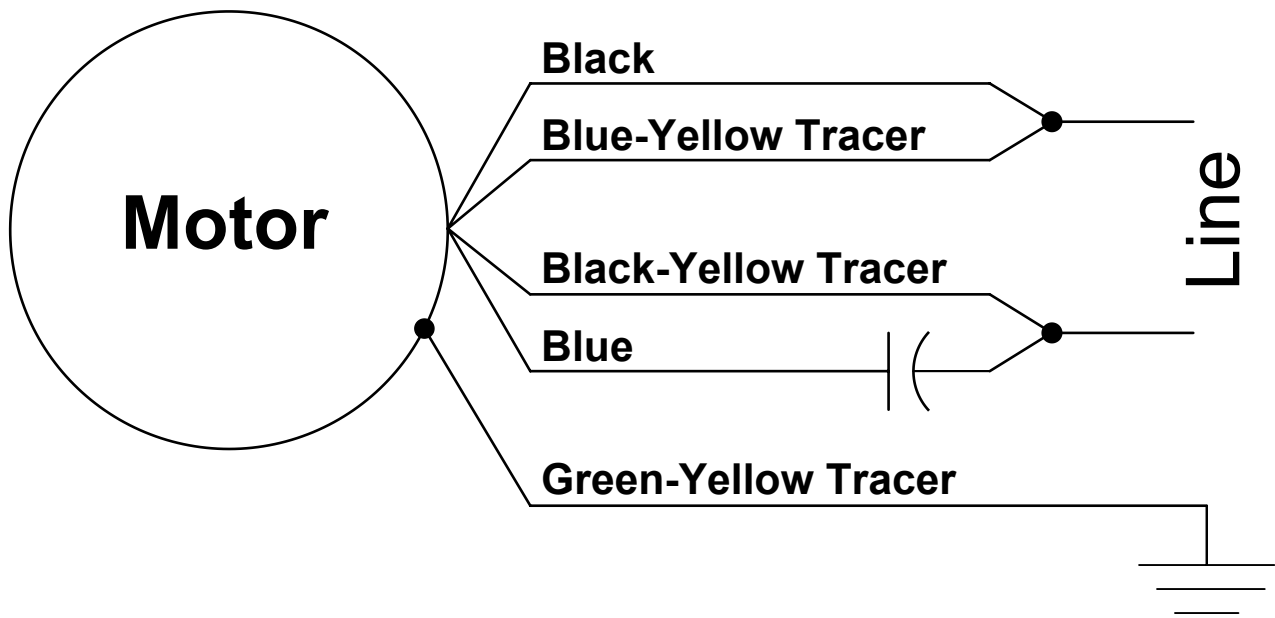 Black
Blue-Yellow Tracer
Motor
Line
Black-Yellow Tracer
Blue
Green-Yellow Tracer